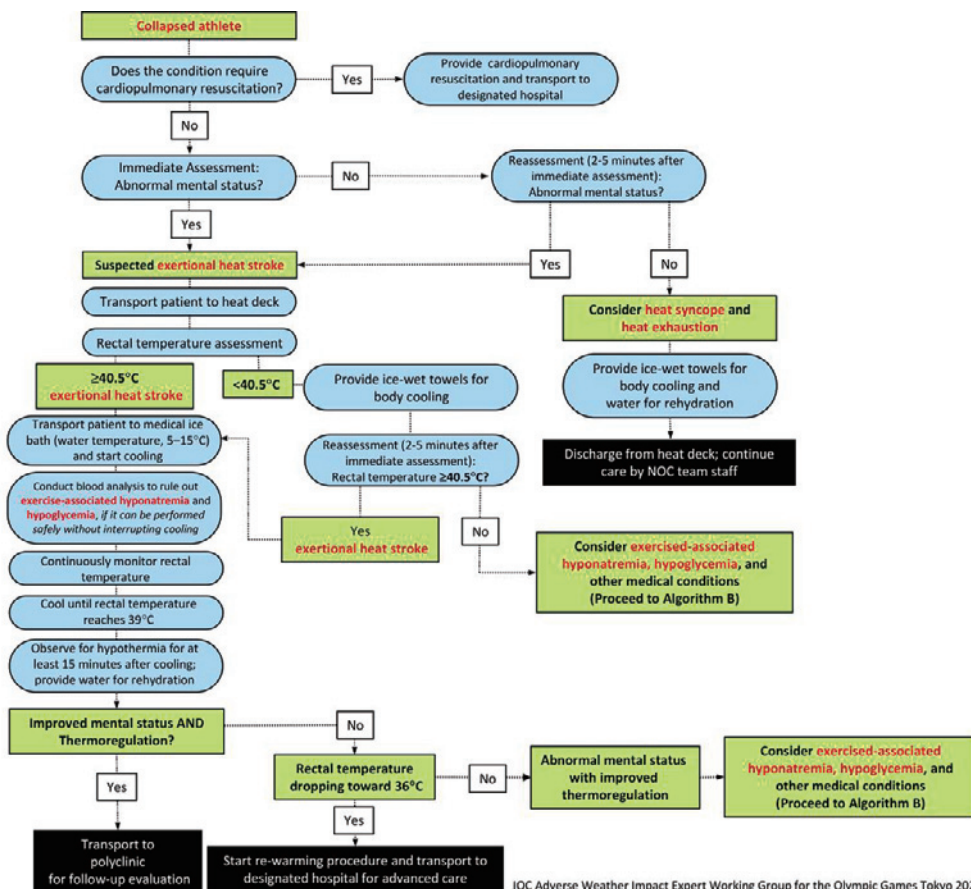 Collapsed athlete
Does the condition require
cardiopulmonary resuscitation?
Yes
Provide cardiopulmonary
resuscitation and transport to
designated hospital
No
Immediate Assessment:
Abnormal mental status?
No
Reassessment (2-5 minutes after
immediate assessment):
Abnormal mental status?
Yes
Yes
No
Suspected exertional heat stroke
Transport patient to heat deck
Consider heat syncope and
heat exhaustion
Rectal temperature assessment
≥40.5°C
exertional heat stroke
<40.5°C
Provide ice-wet towels for
body cooling
Provide ice-wet towels for
body cooling and
water for rehydration
Transport patient to medical ice
bath (water temperature, 5–15°C)
and start cooling
Reassessment (2-5 minutes after
immediate assessment):
Rectal temperature ≥40.5°C?
Discharge from heat deck; continue
care by NOC team staff
Conduct blood analysis to rule out
exercise-associated hyponatremia and
hypoglycemia, if it can be performed
safely without interrupting cooling
Yes
exertional heat stroke
No
Consider exercised-associated
hyponatremia, hypoglycemia, and
other medical conditions
(Proceed to Algorithm B)
Continuously monitor rectal
temperature
Cool until rectal temperature
reaches 39°C
Observe for hypothermia for at
least 15 minutes after cooling;
provide water for rehydration
Improved mental status AND
Thermoregulation?
No
Rectal temperature
dropping toward 36°C
No
Abnormal mental status
with improved
thermoregulation
Consider exercised-associated
hyponatremia, hypoglycemia, and
other medical conditions
(Proceed to Algorithm B)
Yes
Yes
Transport to
polyclinic
for follow-up evaluation
Start re-warming procedure and transport to
designated hospital for advanced care
IOC Adverse Weather Impact Expert Working Group for the Olympic Games Tokyo